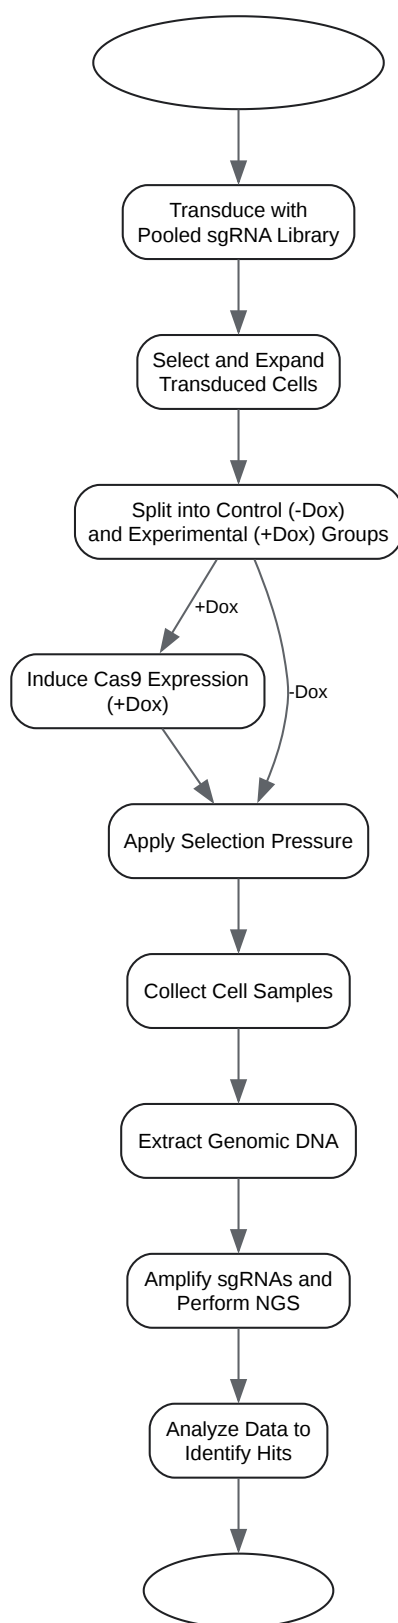 Transduce with
Pooled sgRNA Library
Select and Expand
Transduced Cells
Split into Control (-Dox)
and Experimental (+Dox) Groups
+Dox
Induce Cas9 Expression
(+Dox)
-Dox
Apply Selection Pressure
Collect Cell Samples
Extract Genomic DNA
Amplify sgRNAs and
Perform NGS
Analyze Data to
Identify Hits